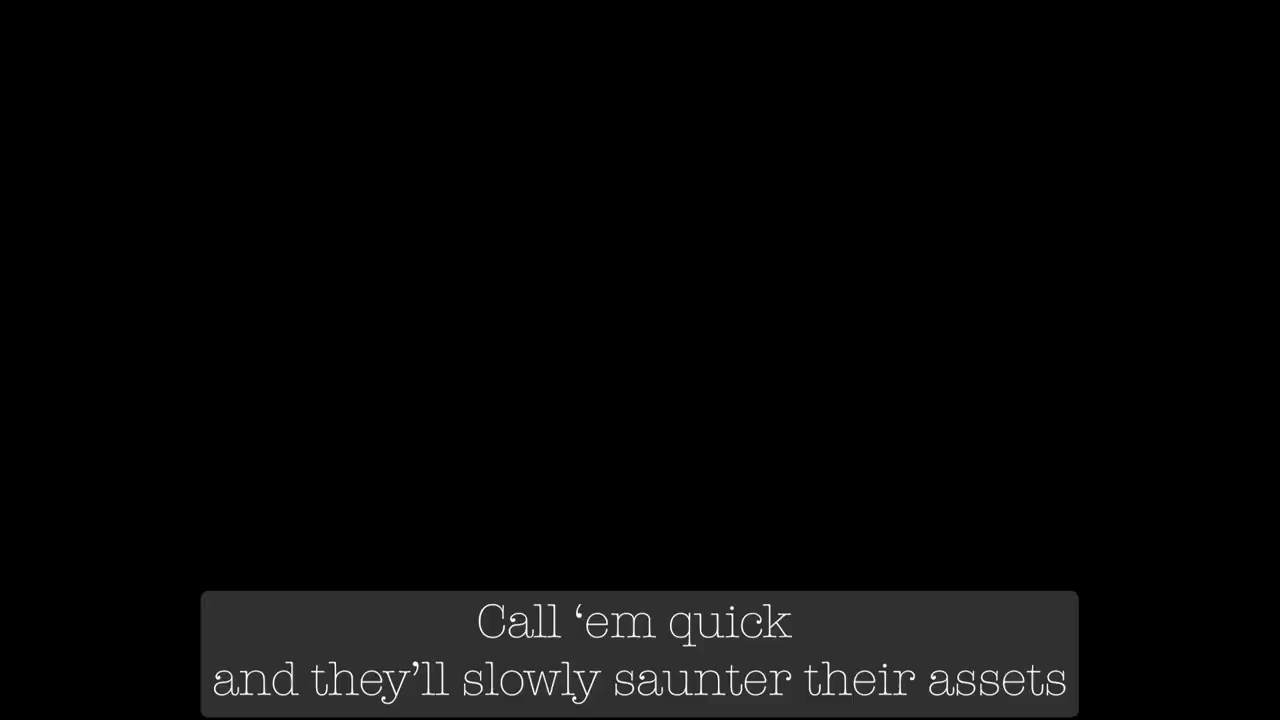 Call ‘em quick
and they’ll slowly saunter their assets